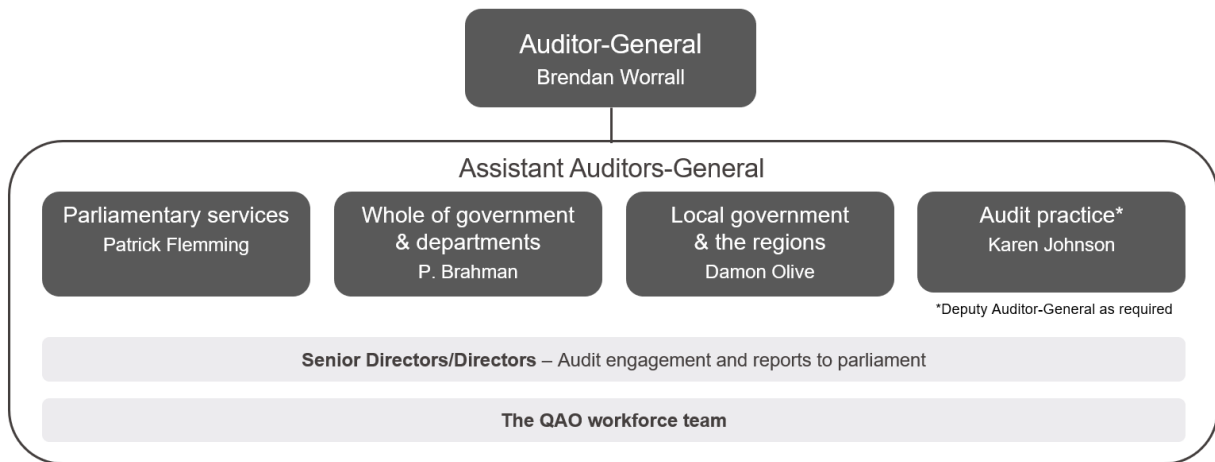 Auditor-General
Brendan Worrall
Assistant Auditors-General
Parliamentary services
Patrick Flemming
Whole of government
& departments
P. Brahman
Local government
& the regions
Damon Olive
Audit practice*
Karen Johnson
*Deputy Auditor-General as required
Senior Directors/Directors – Audit engagement and reports to parliament
The QAO workforce team